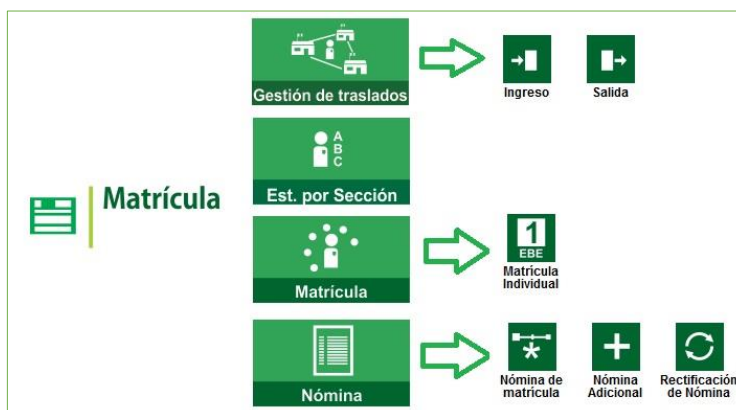 Gestión de traslados
Ingreso
Salida
A
B
C
Est. por Sección
Matrícula
Matrícula
1
EBE
Matrícula
Individual
Nómina
Nómina de
matrícula
Nómina
Adicional
Rectificación
de Nómina